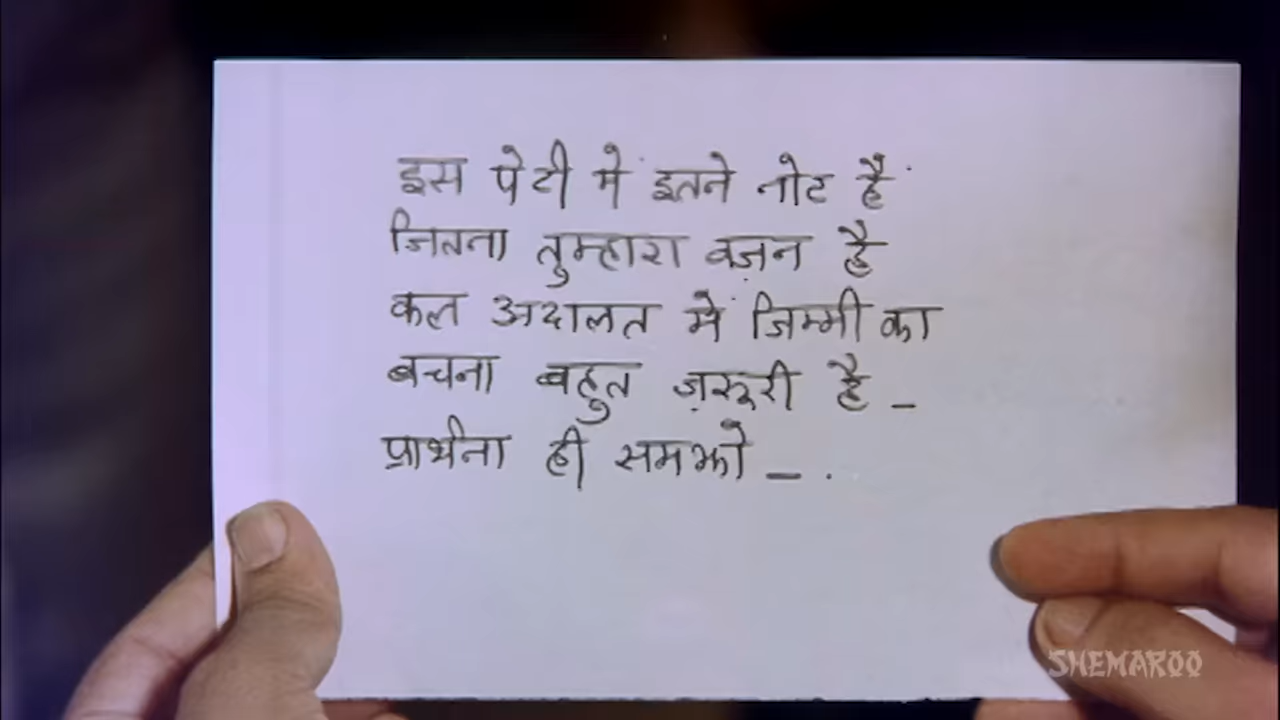 इस पेटी में इतने नोट हैं
जितना तुम्हारा वज़न है
कल अदालत में जिम्मी का
बचना बहुत ज़रूरी है _
प्रार्थना ही समझो _ .
SHEMAROO